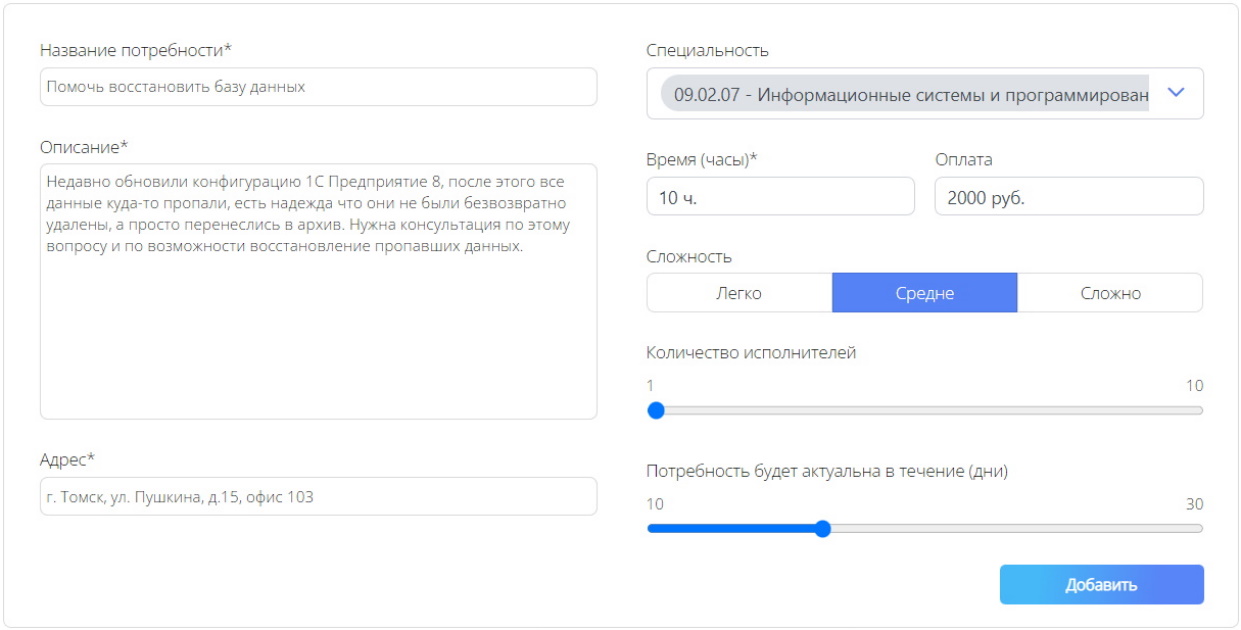 Название потребности*
Помочь восстановить базу данных
Описание*
Недавно обновили конфигурацию 1С Предприятие 8, после этого все
данные куда-то пропали, есть надежда что они не были безвозвратно
удалены, а просто перенеслись в архив. Нужна консультация по этому
вопросу и по возможности восстановление пропавших данных.
Адрес*
г. Томск, ул. Пушкина, д.15, офис 103
Специальность
09.02.07 - Информационные системы и программирован
Время (часы)*
Оплата
10 ч.
2000 руб.
Сложность
Легко
Средне
Сложно
Количество исполнителей
1
10
Потребность будет актуальна в течение (дни)
10
30
Добавить